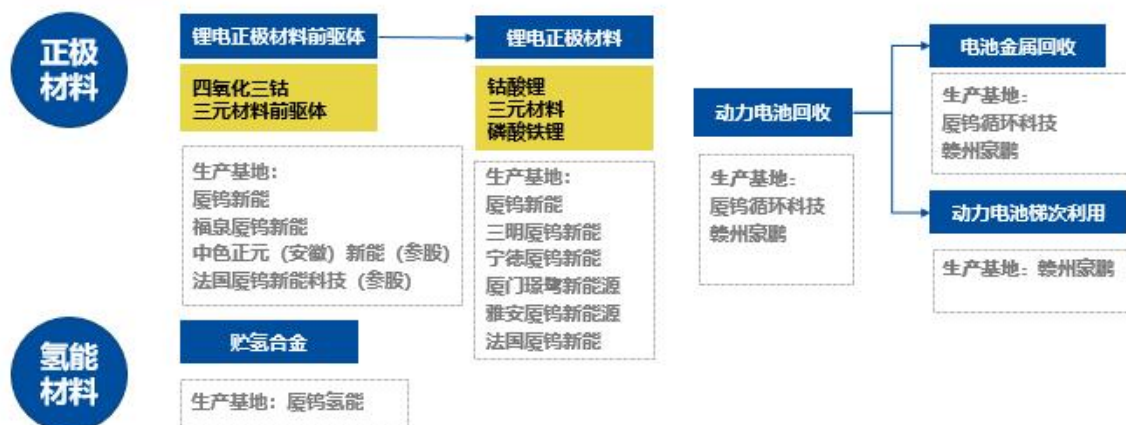 正极
材料
锂电正极材料前驱体
四氧化三钴
三元材料前驱体
生产基地：
厦钨新能
福泉厦钨新能
中色正元（安徽）新能（参股）
法国厦钨新能科技（参股）
锂电正极材料
钴酸锂
三元材料
磷酸铁锂
生产基地：
厦钨新能
三明厦钨新能
宁德厦钨新能
厦门璟鹭新能源
雅安厦钨新能源
法国厦钨新能
动力电池回收
生产基地：
厦钨循环科技
赣州豪鹏
电池金属回收
生产基地：
厦钨循环科技
赣州豪鹏
动力电池梯次利用
生产基地：赣州豪鹏
氢能
材料
贮氢合金
生产基地：厦钨氢能